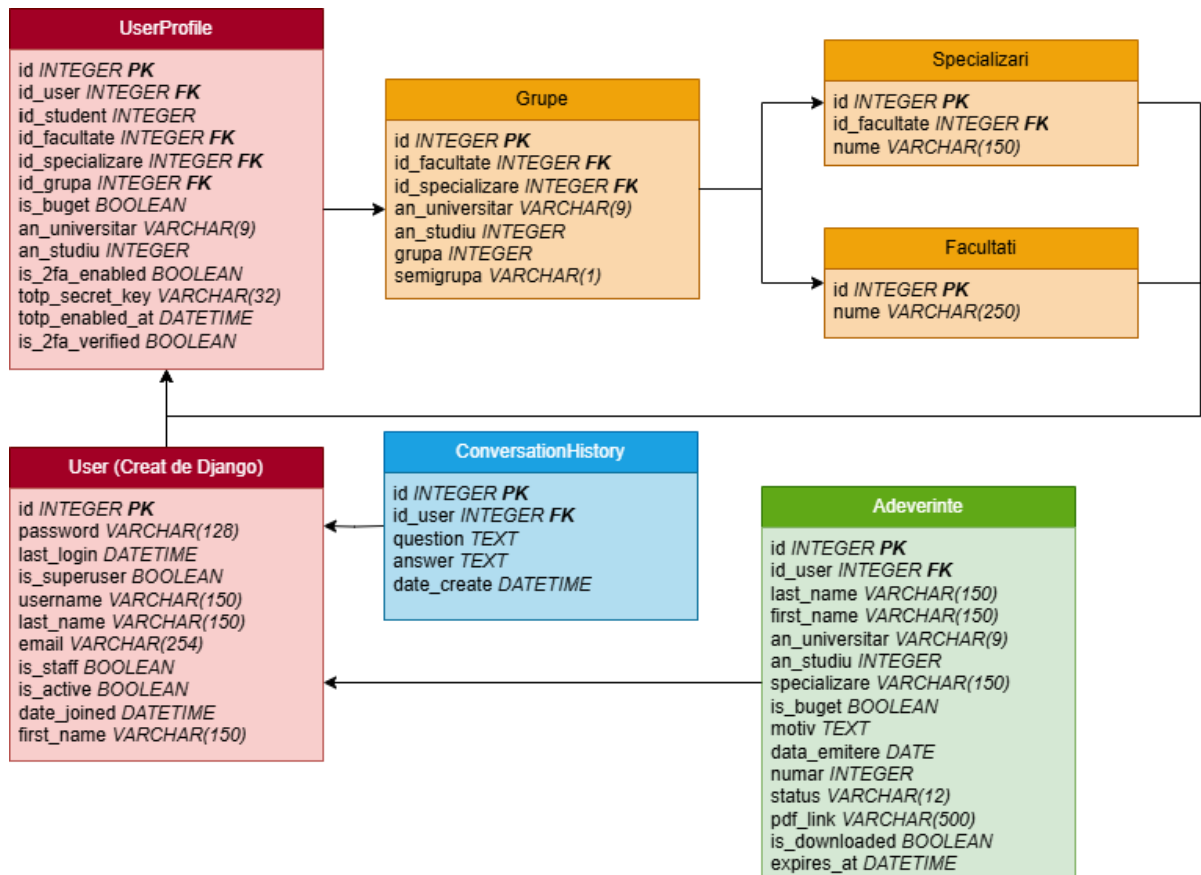 UserProfile
id INTEGER PK
id_user INTEGER FK
id_student INTEGER
id_facultate INTEGER FK
id_specializare INTEGER FK
id_grupa INTEGER FK
is_buget BOOLEAN
an_universitar VARCHAR(9)
an_studiu INTEGER
is_2fa_enabled BOOLEAN
totp_secret_key VARCHAR(32)
totp_enabled_at DATETIME
is_2fa_verified BOOLEAN
Grupe
id INTEGER PK
id_facultate INTEGER FK
id_specializare INTEGER FK
an_universitar VARCHAR(9)
an_studiu INTEGER
grupa INTEGER
semigrupa VARCHAR(1)
Specializari
id INTEGER PK
id_facultate INTEGER FK
nume VARCHAR(150)
Facultati
id INTEGER PK
nume VARCHAR(250)
User (Creat de Django)
id INTEGER PK
password VARCHAR(128)
last_login DATETIME
is_superuser BOOLEAN
username VARCHAR(150)
last_name VARCHAR(150)
email VARCHAR(254)
is_staff BOOLEAN
is_active BOOLEAN
date_joined DATETIME
first_name VARCHAR(150)
ConversationHistory
id INTEGER PK
id_user INTEGER FK
question TEXT
answer TEXT
date_create DATETIME
Adeverinte
id INTEGER PK
id_user INTEGER FK
last_name VARCHAR(150)
first_name VARCHAR(150)
an_universitar VARCHAR(9)
an_studiu INTEGER
specializare VARCHAR(150)
is_buget BOOLEAN
motiv TEXT
data_emitere DATE
numar INTEGER
status VARCHAR(12)
pdf_link VARCHAR(500)
is_downloaded BOOLEAN
expires_at DATETIME